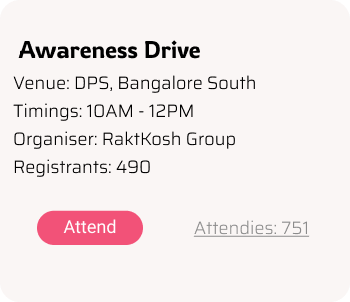 Awareness Drive
Venue: DPS, Bangalore South
Timings: 10AM - 12PM
Organiser: RaktKosh Group
Registrants: 490
Attend
Attendies: 751